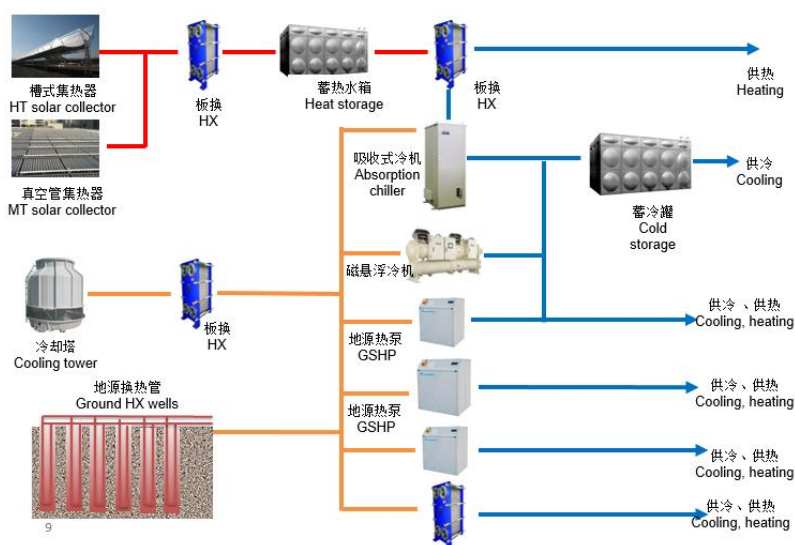 槽式集热器
HT solar collector
板换
HX
蓄热水箱
Heat storage
板换
HX
供热
Heating
真空管集热器
MT solar collector
吸收式冷机
Absorption
chiller
蓄冷罐
Cold
storage
供冷
Cooling
磁悬浮冷机
冷却塔
Cooling tower
板换
HX
地源热泵
GSHP
供冷 、供热
Cooling, heating
地源换热管
Ground HX wells
地源热泵
GSHP
供冷、供热
Cooling, heating
供冷、供热
Cooling, heating
供冷、供热
Cooling, heating
9